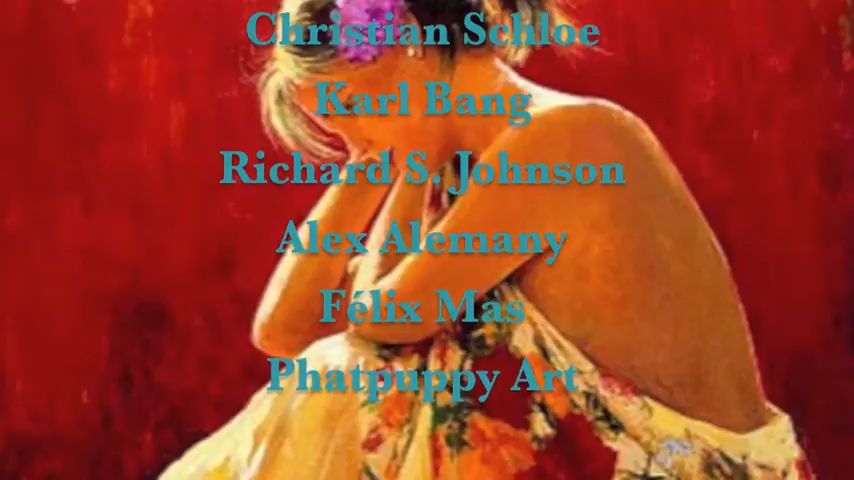 Christian Schloe
Karl Bang
Richard S. Johnson
Alex Alemany
Félix Mas
Phatpuppy Art